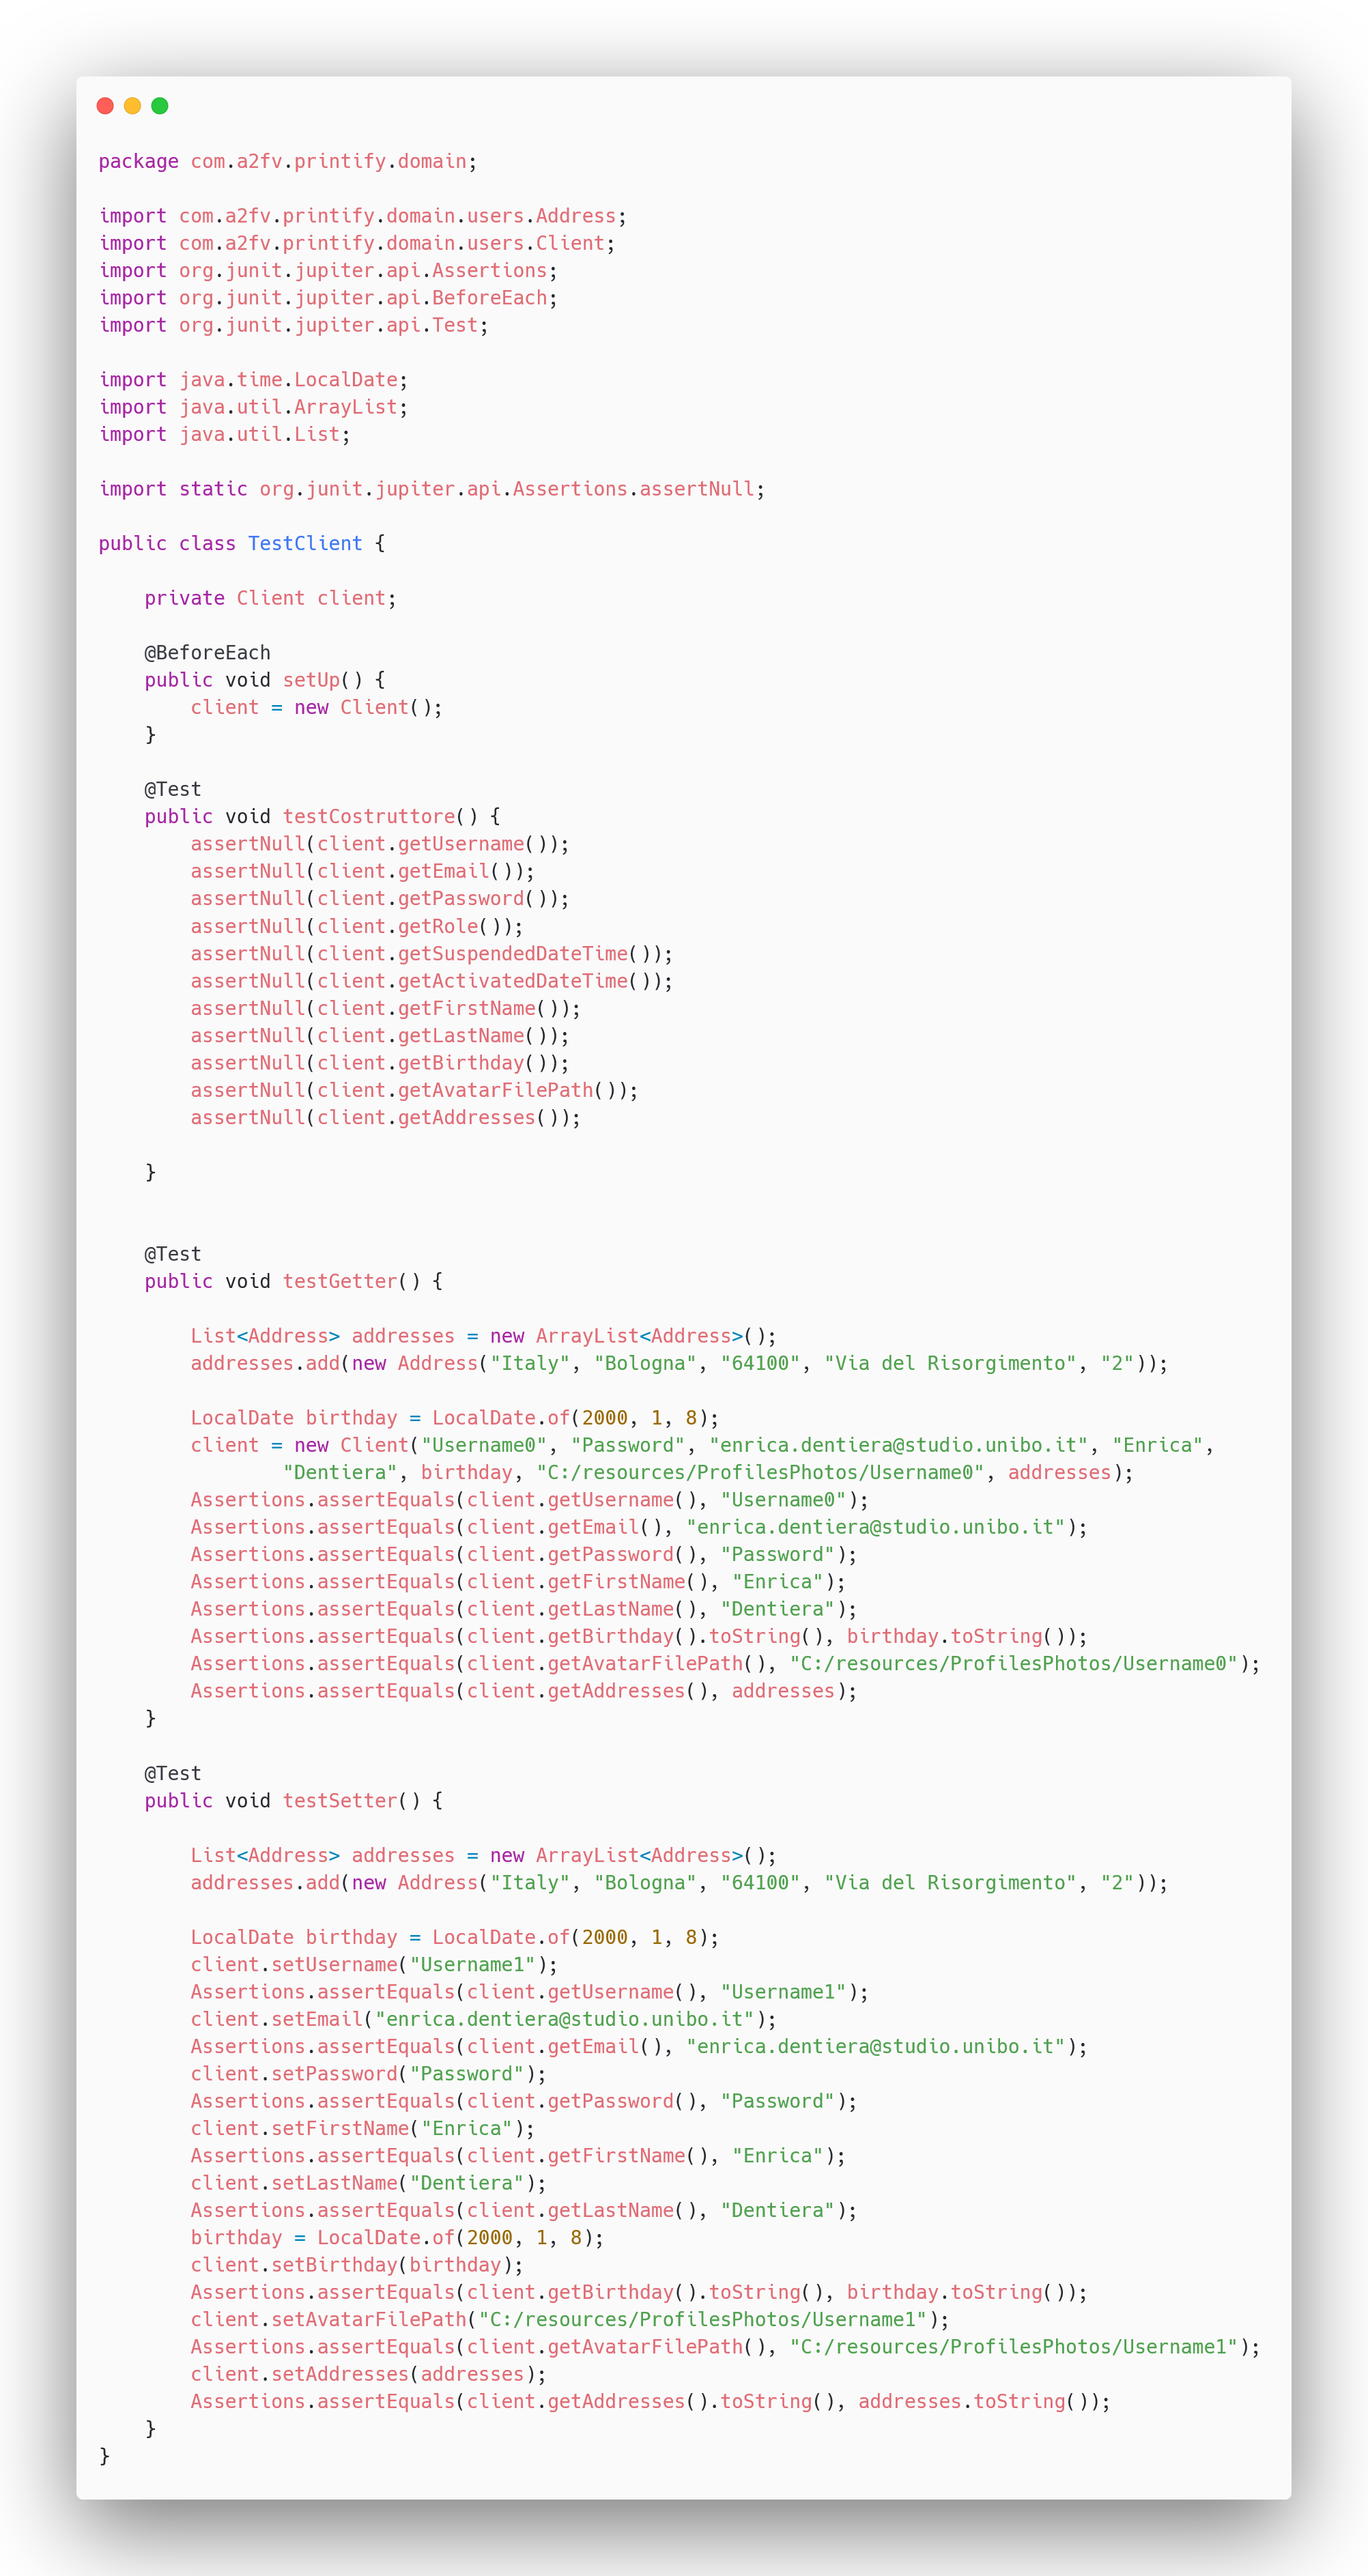 package com.a2fv.printify.domain;

import com.a2fv.printify.domain.users.Address;
import com.a2fv.printify.domain.users.Client;
import org.junit.jupiter.api.Assertions;
import org.junit.jupiter.api.BeforeEach;
import org.junit.jupiter.api.Test;

import java.time.LocalDate;
import java.util.ArrayList;
import java.util.List;

import static org.junit.jupiter.api.Assertions.assertNull;

public class TestClient {

    private Client client;

    @BeforeEach
    public void setUp() {
        client = new Client();
    }

    @Test
    public void testCostruttore() {
        assertNull(client.getUsername());
        assertNull(client.getEmail());
        assertNull(client.getPassword());
        assertNull(client.getRole());
        assertNull(client.getSuspendedDateTime());
        assertNull(client.getActivatedDateTime());
        assertNull(client.getFirstName());
        assertNull(client.getLastName());
        assertNull(client.getBirthday());
        assertNull(client.getAvatarFilePath());
        assertNull(client.getAddresses());

    }


    @Test
    public void testGetter() {

        List<Address> addresses = new ArrayList<Address>();
        addresses.add(new Address("Italy", "Bologna", "64100", "Via del Risorgimento", "2"));

        LocalDate birthday = LocalDate.of(2000, 1, 8);
        client = new Client("Username0", "Password", "enrica.dentiera@studio.unibo.it", "Enrica",
                "Dentiera", birthday, "C:/resources/ProfilesPhotos/Username0", addresses);
        Assertions.assertEquals(client.getUsername(), "Username0");
        Assertions.assertEquals(client.getEmail(), "enrica.dentiera@studio.unibo.it");
        Assertions.assertEquals(client.getPassword(), "Password");
        Assertions.assertEquals(client.getFirstName(), "Enrica");
        Assertions.assertEquals(client.getLastName(), "Dentiera");
        Assertions.assertEquals(client.getBirthday().toString(), birthday.toString());
        Assertions.assertEquals(client.getAvatarFilePath(), "C:/resources/ProfilesPhotos/Username0");
        Assertions.assertEquals(client.getAddresses(), addresses);
    }

    @Test
    public void testSetter() {

        List<Address> addresses = new ArrayList<Address>();
        addresses.add(new Address("Italy", "Bologna", "64100", "Via del Risorgimento", "2"));

        LocalDate birthday = LocalDate.of(2000, 1, 8);
        client.setUsername("Username1");
        Assertions.assertEquals(client.getUsername(), "Username1");
        client.setEmail("enrica.dentiera@studio.unibo.it");
        Assertions.assertEquals(client.getEmail(), "enrica.dentiera@studio.unibo.it");
        client.setPassword("Password");
        Assertions.assertEquals(client.getPassword(), "Password");
        client.setFirstName("Enrica");
        Assertions.assertEquals(client.getFirstName(), "Enrica");
        client.setLastName("Dentiera");
        Assertions.assertEquals(client.getLastName(), "Dentiera");
        birthday = LocalDate.of(2000, 1, 8);
        client.setBirthday(birthday);
        Assertions.assertEquals(client.getBirthday().toString(), birthday.toString());
        client.setAvatarFilePath("C:/resources/ProfilesPhotos/Username1");
        Assertions.assertEquals(client.getAvatarFilePath(), "C:/resources/ProfilesPhotos/Username1");
        client.setAddresses(addresses);
        Assertions.assertEquals(client.getAddresses().toString(), addresses.toString());
    }
}